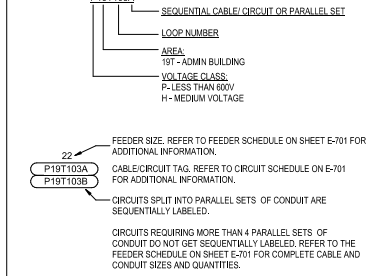 SEQUENTIAL CABLE/ CIRCUIT OR PARALLEL SET
LOOP NUMBER
AREA:
19T - ADMIN BUILDING
VOLTAGE CLASS:
P- LESS THAN 600V
H - MEDIUM VOLTAGE
22
FEEDER SIZE. REFER TO FEEDER SCHEDULE ON SHEET E-701 FOR
ADDITIONAL INFORMATION.
P19T103A
P19T103B
CABLE/CIRCUIT TAG. REFER TO CIRCUIT SCHEDULE ON E-701
FOR ADDITIONAL INFORMATION.
CIRCUITS SPLIT INTO PARALLEL SETS OF CONDUIT ARE
SEQUENTIALLY LABELED.
CIRCUITS REQUIRING MORE THAN 4 PARALLEL SETS OF
CONDUIT DO NOT GET SEQUENTIALLY LABELED. REFER TO THE
FEEDER SCHEDULE ON SHEET E-701 FOR COMPLETE CABLE AND
CONDUIT SIZES AND QUANTITIES.